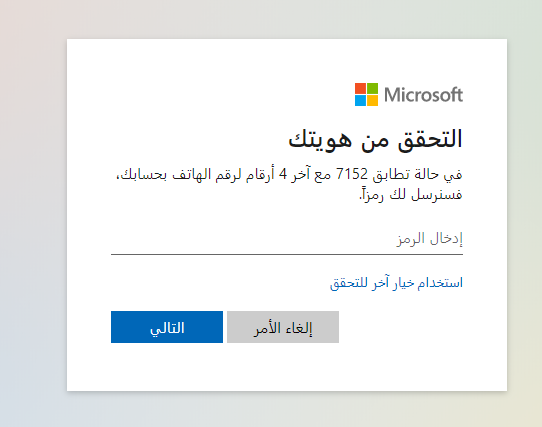 Microsoft
التحقق من هويتك
في حالة تطابق 7152 مع آخر 4 أرقام لرقم الهاتف بحسابك،
فسنرسل لك رمزاً.
إدخال الرمز
استخدام خيار آخر للتحقق
إلغاء الأمر
التالي